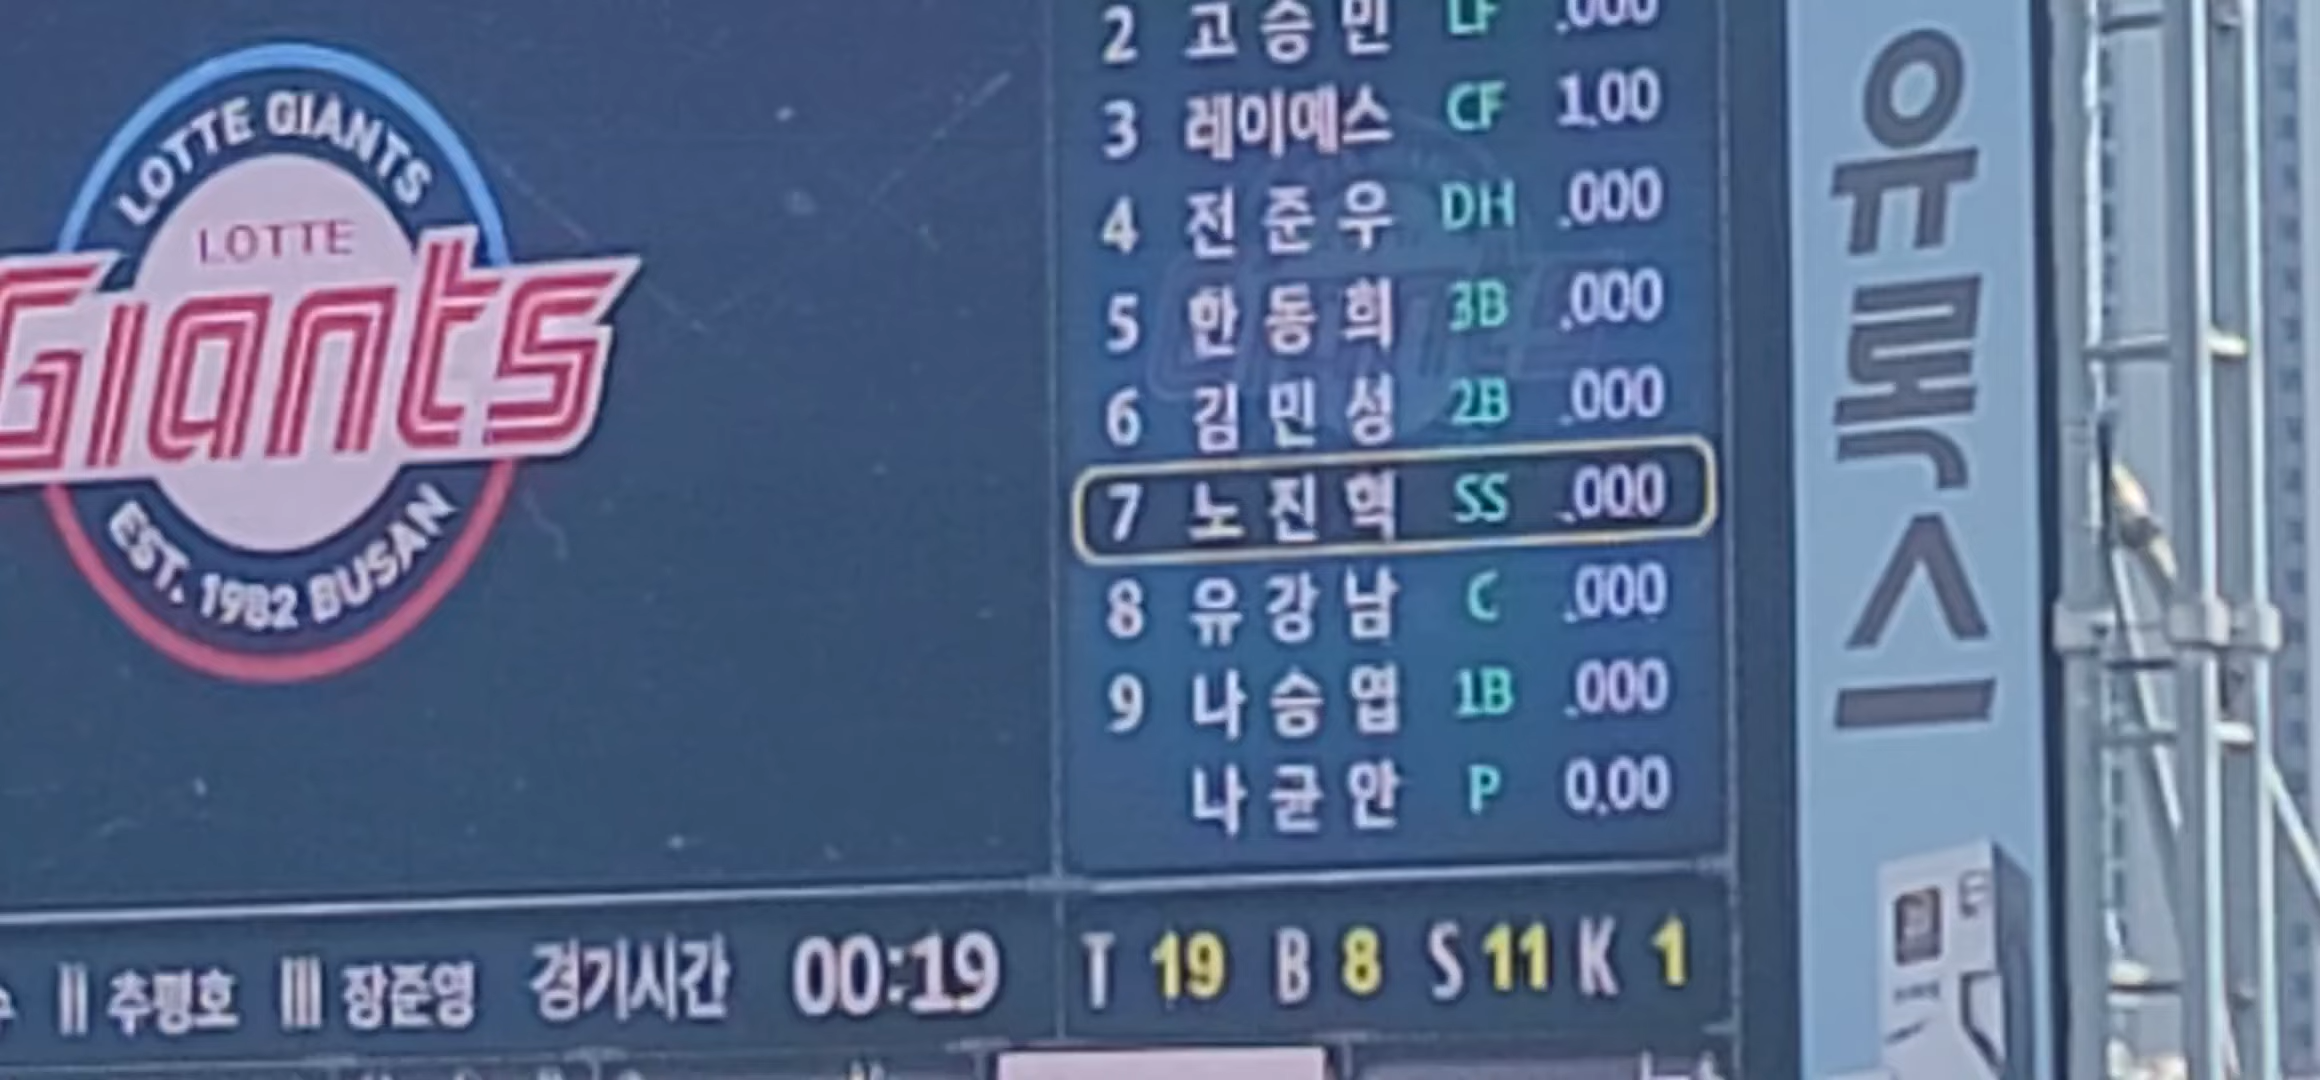 LOTTE GIANTS
LOTTE
Giants
EST. 1982 BUSAN
2 고승민 LF .000
3 레이예스 CF 1.00
4 전준우 DH .000
5 한동희 3B .000
6 김민성 2B .000
7 노진혁 SS .000
8 유강남 C .000
9 나승엽 1B .000
나균안 P 0.00
II 추평호 III 장준영 경기시간 00:19 T 19 B 8 S 11 K 1
유로스